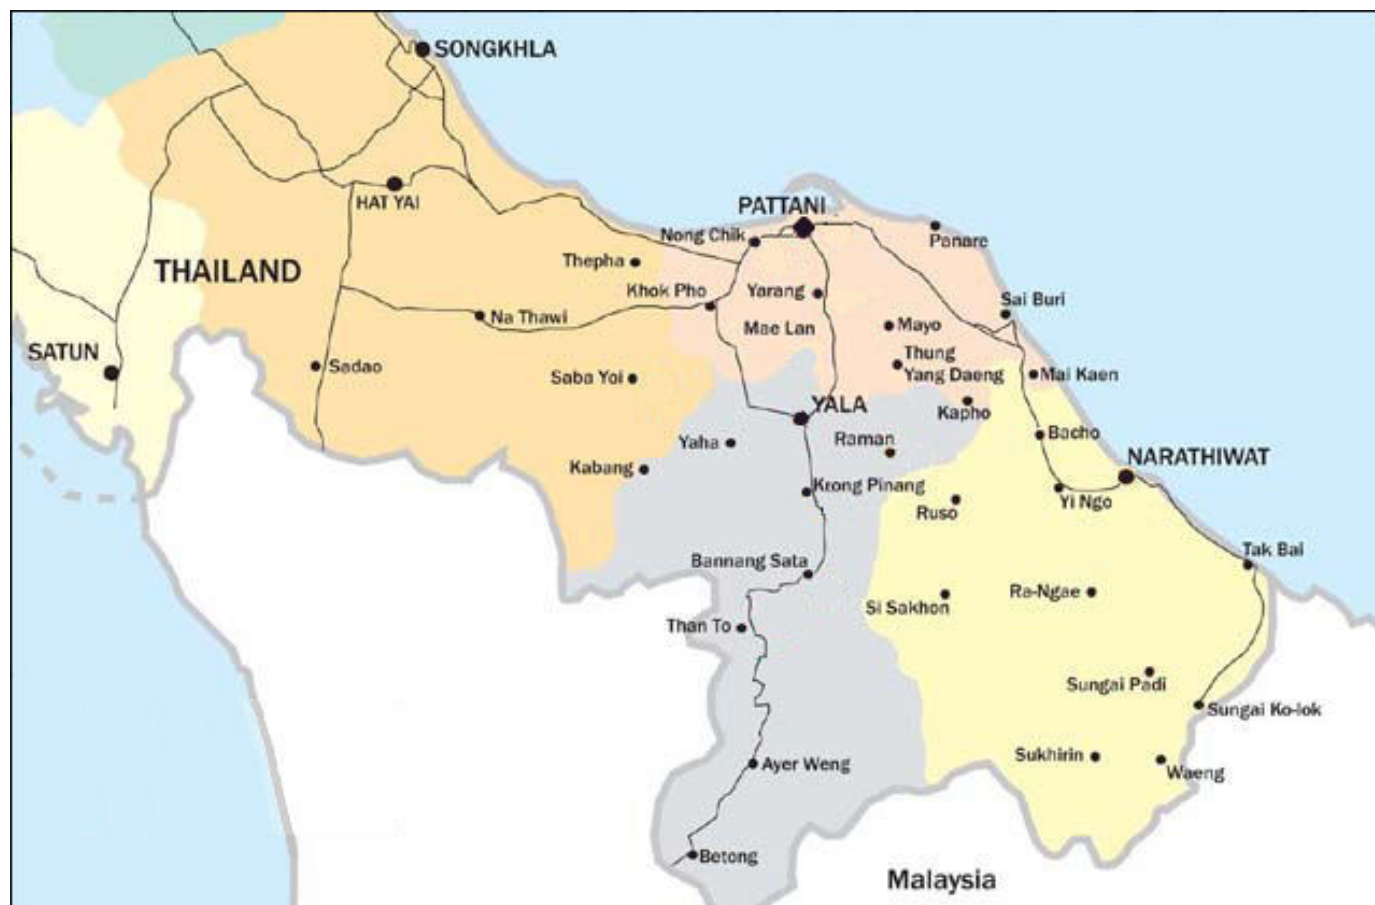 SONGKHLA
HAT YAI
PATTANI
Nong Chik
Panare
Thepha
THAILAND
Khok Pho
Yarang
Sai Buri
Na Thawi
Mae Lan
Mayo
SATUN
Sadao
Thung
Yang Daeng
Mai Kaen
Saba Yoi
YALA
Kapho
Yaha
Raman
Bacho
Kabang
NARATHIWAT
Krong Pinang
Ruso
Yi Ngo
Bannang Sata
Tak Bai
Si Sakhon
Ra-Ngae
Than To
Sungai Padi
Sungai Ko-lok
Ayer Weng
Sukhirin
Waeng
Betong
Malaysia